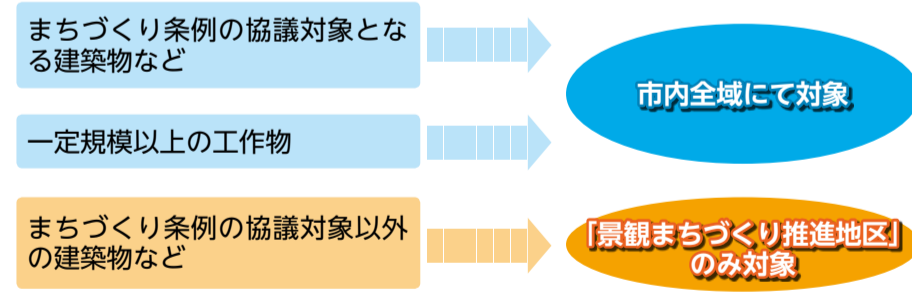 まちづくり条例の協議対象とな
る建築物など
市内全域にて対象
一定規模以上の工作物
まちづくり条例の協議対象以外
の建築物など
「景観まちづくり推進地区」
のみ対象